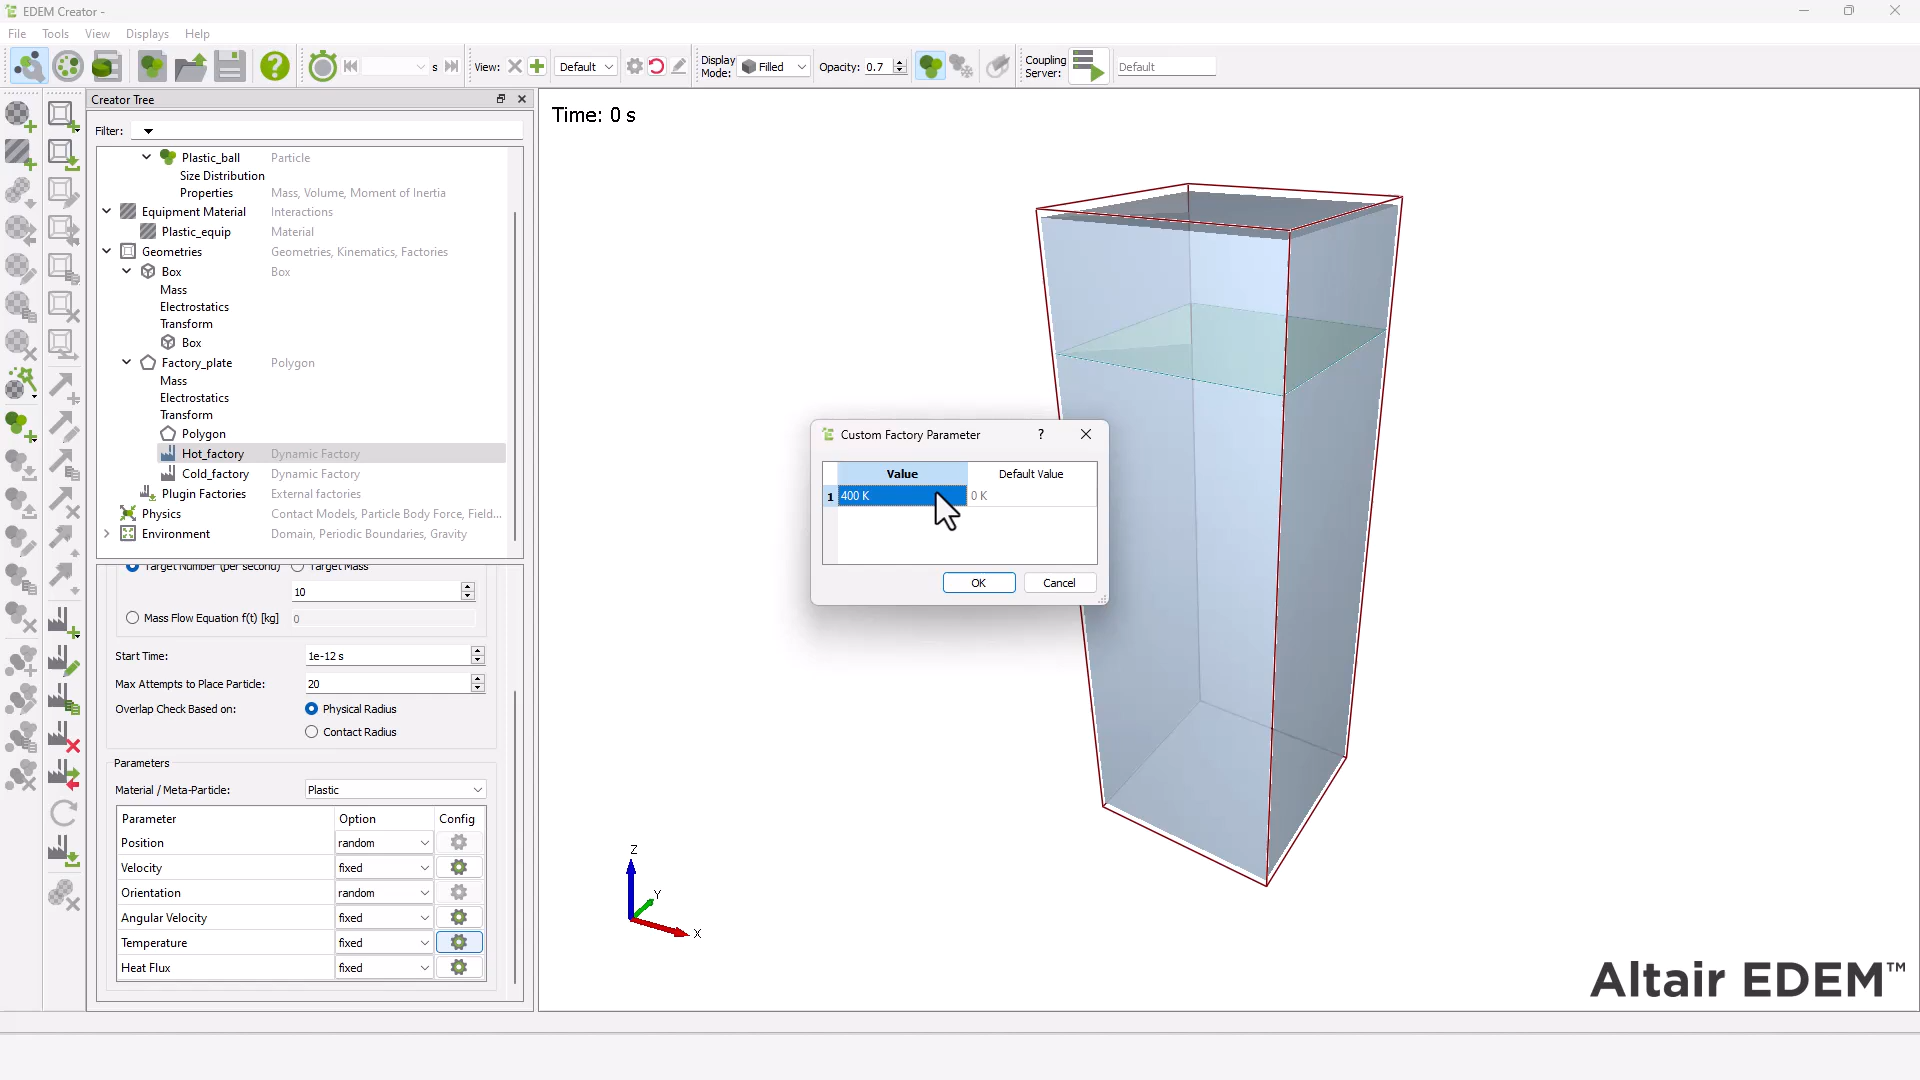 EDEM Creator -
File Tools View Displays Help
s View: Default Display Mode: Filled Opacity: 0.7 Coupling Server: Default
Creator Tree
Filter:
Time: 0 s
Plastic_ball Particle
Size Distribution
Properties Mass, Volume, Moment of Inertia
Equipment Material Interactions
Plastic_equip Material
Geometries Geometries, Kinematics, Factories
Box Box
Mass
Electrostatics
Transform
Box
Factory_plate Polygon
Mass
Electrostatics
Transform
Polygon
Hot_factory Dynamic Factory
Cold_factory Dynamic Factory
Plugin Factories External factories
Physics Contact Models, Particle Body Force, Field...
Environment Domain, Periodic Boundaries, Gravity
Custom Factory Parameter ?
Value Default Value
1 400 K 0 K
OK Cancel
Target Number (per second) Target Mass
10
Mass Flow Equation f(t) [kg] 0
Start Time: 1e-12 s
Max Attempts to Place Particle: 20
Overlap Check Based on: Physical Radius
Contact Radius
Parameters
Material / Meta-Particle: Plastic
Parameter Option Config
Position random
Velocity fixed
Orientation random
Angular Velocity fixed
Temperature fixed
Heat Flux fixed
Z
Y
X
Altair EDEM™